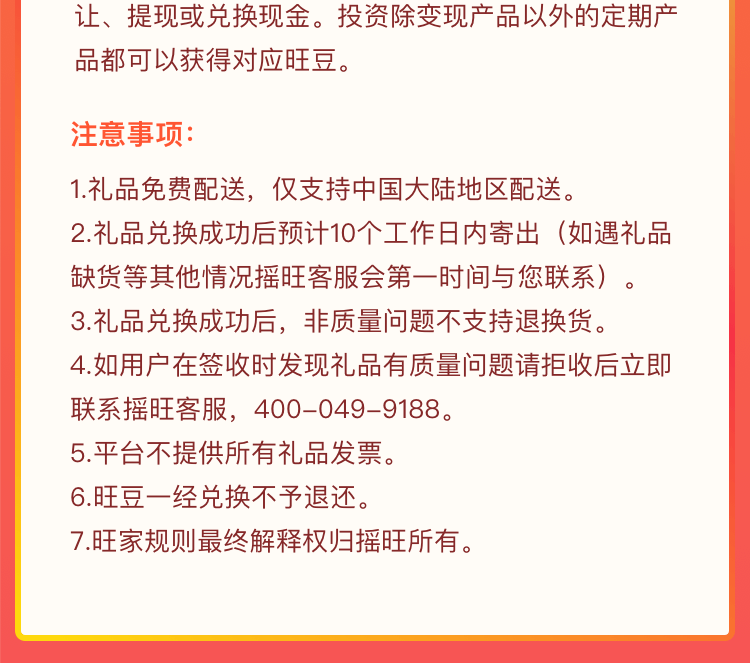 让、提现或兑换现金。投资除变现产品以外的定期产
品都可以获得对应旺豆。
注意事项：
1.礼品免费配送，仅支持中国大陆地区配送。
2.礼品兑换成功后预计10个工作日内寄出（如遇礼品
缺货等其他情况摇旺客服会第一时间与您联系）。
3.礼品兑换成功后，非质量问题不支持退换货。
4.如用户在签收时发现礼品有质量问题请拒收后立即
联系摇旺客服，400–049–9188。
5.平台不提供所有礼品发票。
6.旺豆一经兑换不予退还。
7.旺家规则最终解释权归摇旺所有。